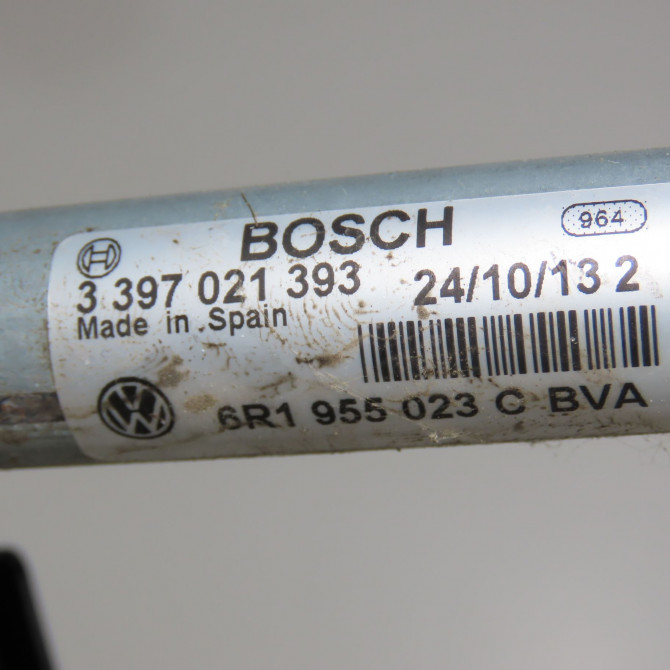 BOSCH 964
3 397 021 393 24/10/13 2
Made in Spain
6R1 955 023 C BVA